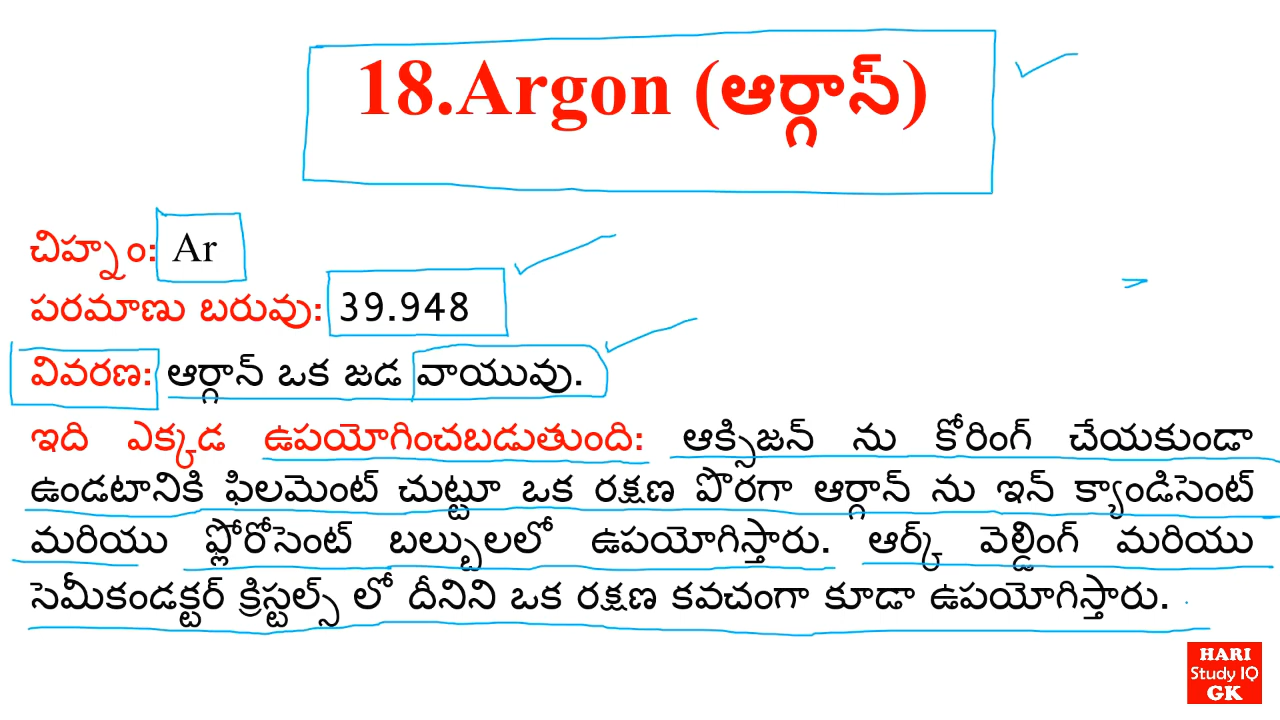 18.Argon (ఆర్గాన్)
చిహ్నం: Ar
పరమాణు బరువు: 39.948
వివరణ: ఆర్గాన్ ఒక జడ వాయువు.
ఇది ఎక్కడ ఉపయోగించబడుతుంది: ఆక్సిజన్ ను కోరింగ్ చేయకుండా
ఉండటానికి ఫిలమెంట్ చుట్టూ ఒక రక్షణ పొరగా ఆర్గాన్ ను ఇన్ క్యాండిసెంట్
మరియు ఫ్లోరోసెంట్ బల్బులలో ఉపయోగిస్తారు. ఆర్క్ వెల్డింగ్ మరియు
సెమీకండక్టర్ క్రిస్టల్స్ లో దీనిని ఒక రక్షణ కవచంగా కూడా ఉపయోగిస్తారు.
HARI
Study IQ
GK